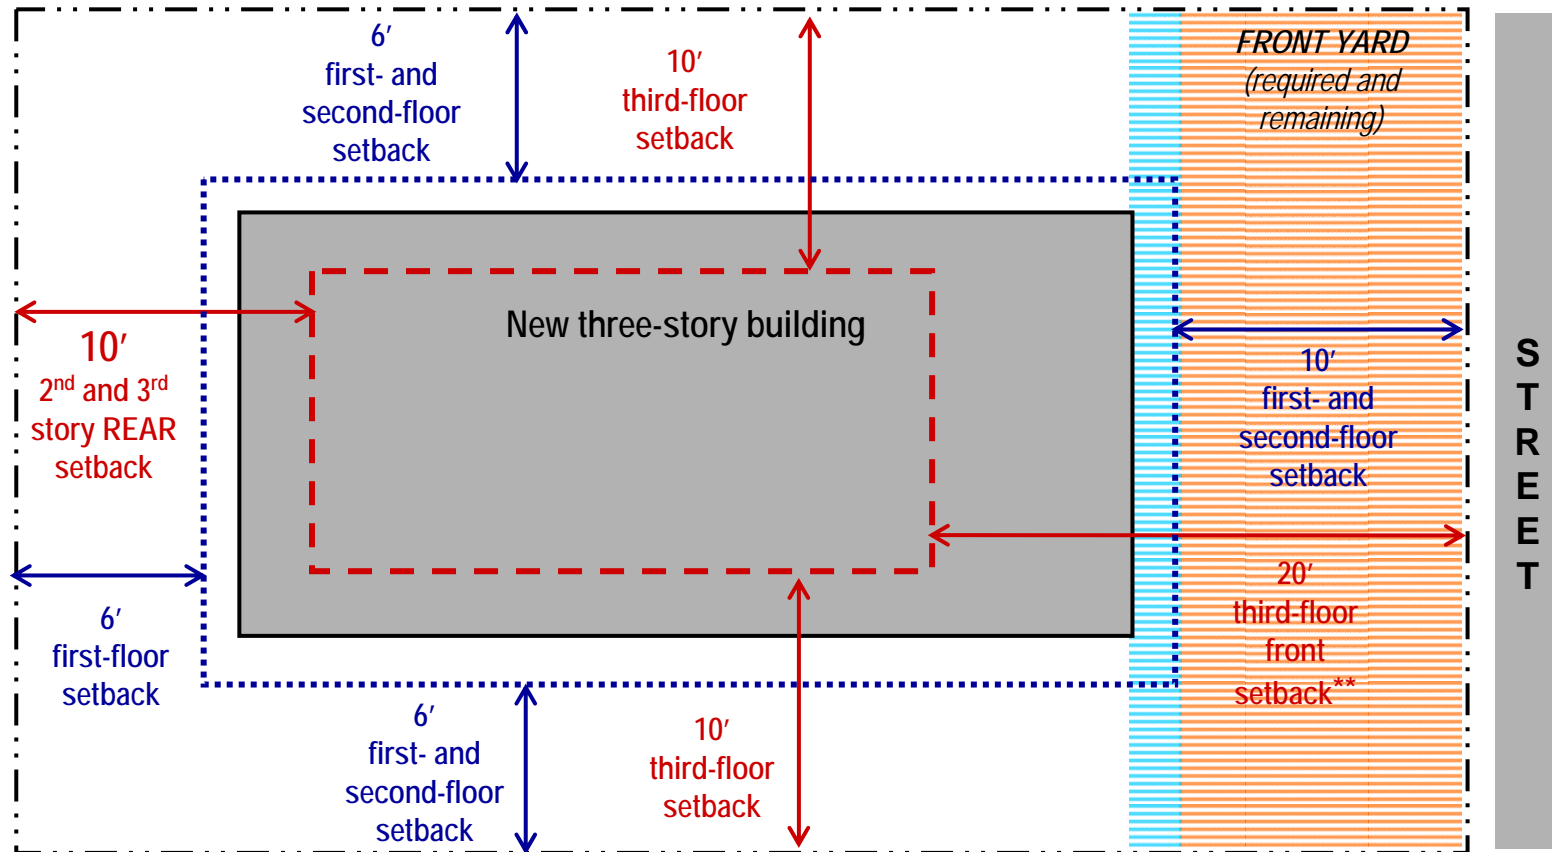 6′
first- and
second-floor
setback
10′
third-floor
setback
FRONT YARD
(required and
remaining)
New three-story building
10′
2nd and 3rd
story REAR
setback
10′
first- and
second-floor
setback
6′
first-floor
setback
20′
third-floor
front
setback**
6′
first- and
second-floor
setback
10′
third-floor
setback
S
T
R
E
E
T